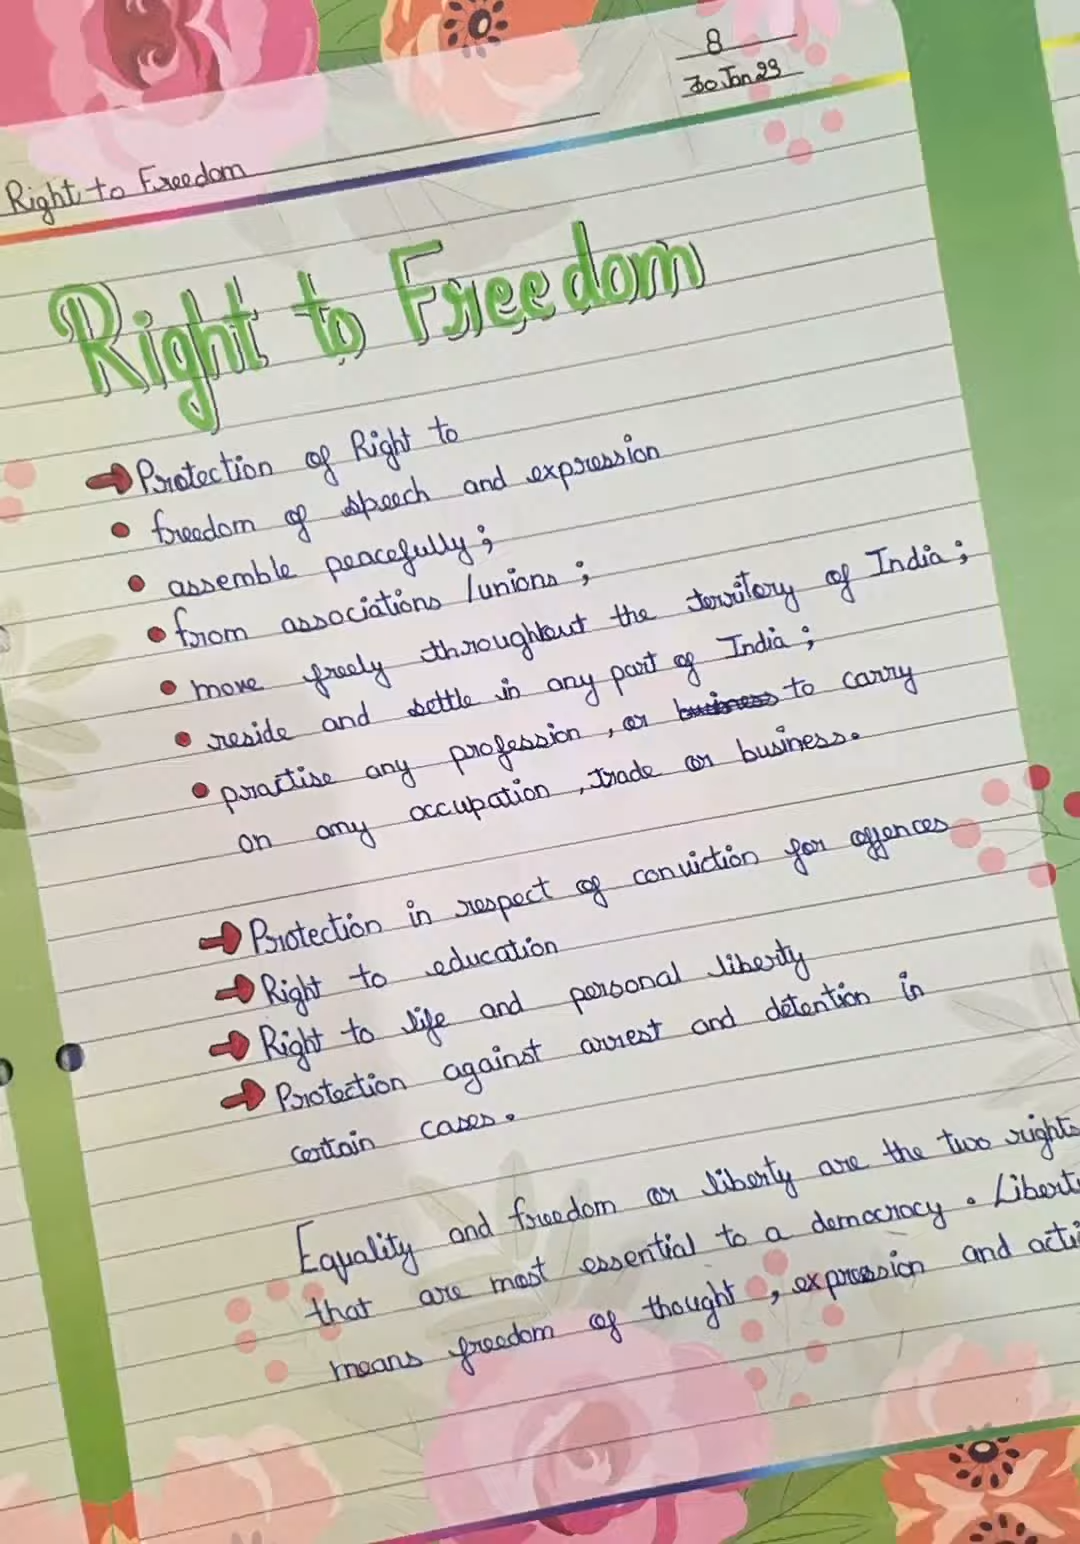 8
30 Jan 23
Right to Freedom
Right to Freedom
→ Protection of Right to
• freedom of speech and expression
• assemble peacefully ;
• from associations /unions ;
• move freely throughout the territory of India ;
• reside and settle in any part of India ;
• practise any profession , or business to carry
on any occupation , trade or business.
→ Protection in respect of conviction for offences
→ Right to education
→ Right to life and personal liberty
→ Protection against arrest and detention in
certain cases.
Equality and freedom or liberty are the two rights
that are most essential to a democracy. Libert
means freedom of thought , expression and acti